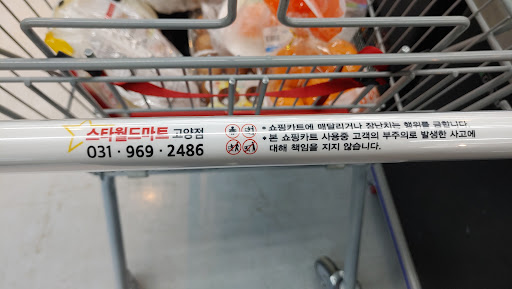 스타월드마트 고양점
031·969·2486
* 쇼핑카트에 매달리거나 장난치는 행위를 금합니다
* 본 쇼핑카트 사용중 고객의 부주의로 발생한 사고에
대해 책임을 지지 않습니다.